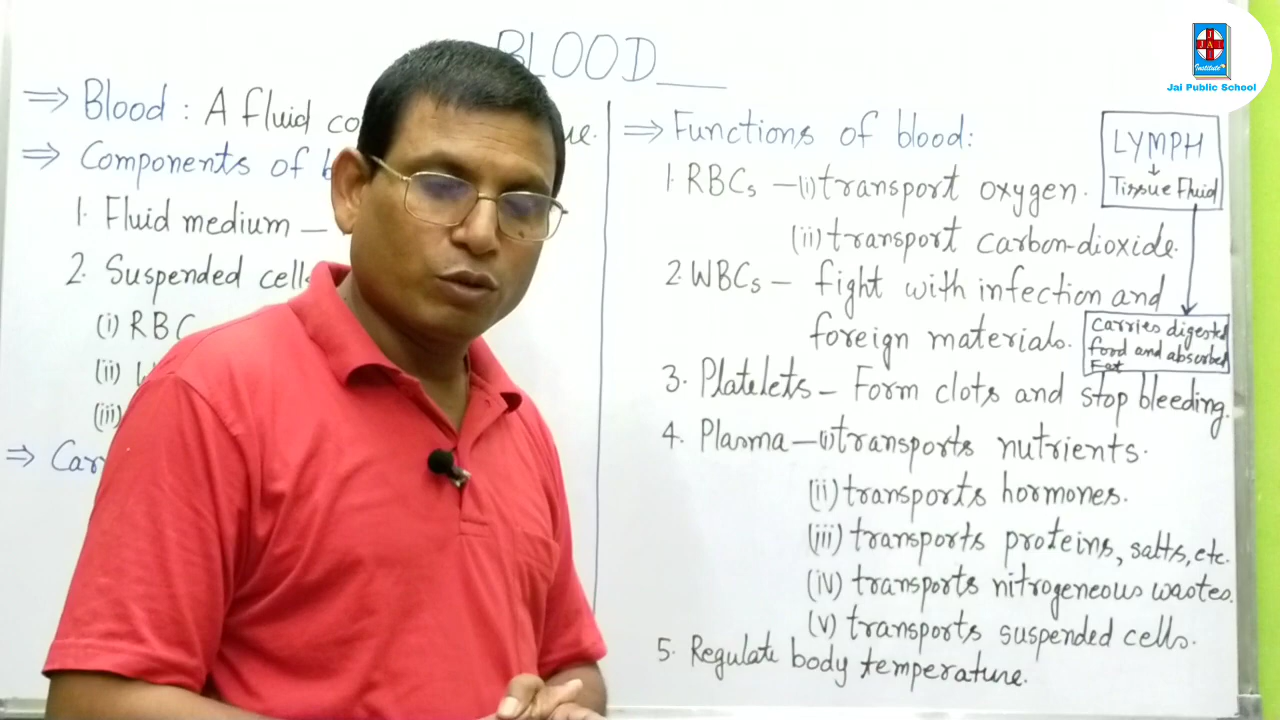 BLOOD
⇒ Blood : A fluid
⇒ Components of
1. Fluid medium –
2. Suspended
(i) RBC
(ii)
(iii)
⇒
⇒ Functions of blood:
1. RBCs – (i) transport oxygen.
(ii) transport carbon-dioxide.
2. WBCs – fight with infection and
foreign materials.
3. Platelets – Form clots and stop bleeding.
4. Plasma – (i) transports nutrients.
(ii) transports hormones.
(iii) transports proteins, salts, etc.
(iv) transports nitrogeneous wastes.
(v) transports suspended cells.
5. Regulate body temperature.
LYMPH
↓
Tissue Fluid
Carries digested
food and absorbed
Fat
JAI
Institute
Jai Public School